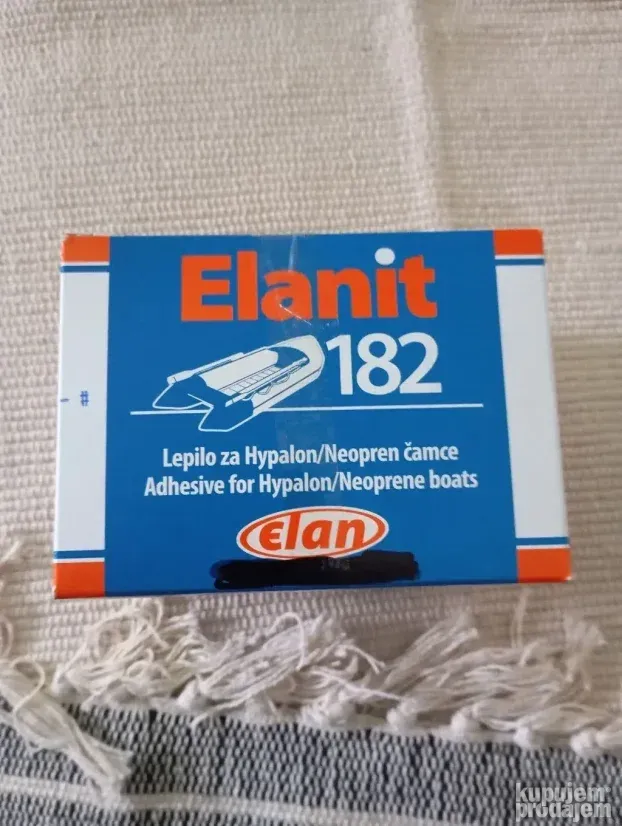 Elanit
182
Lepilo za Hypalon/Neopren čamce
Adhesive for Hypalon/Neoprene boats
Elan
#
kupujem
prodajem